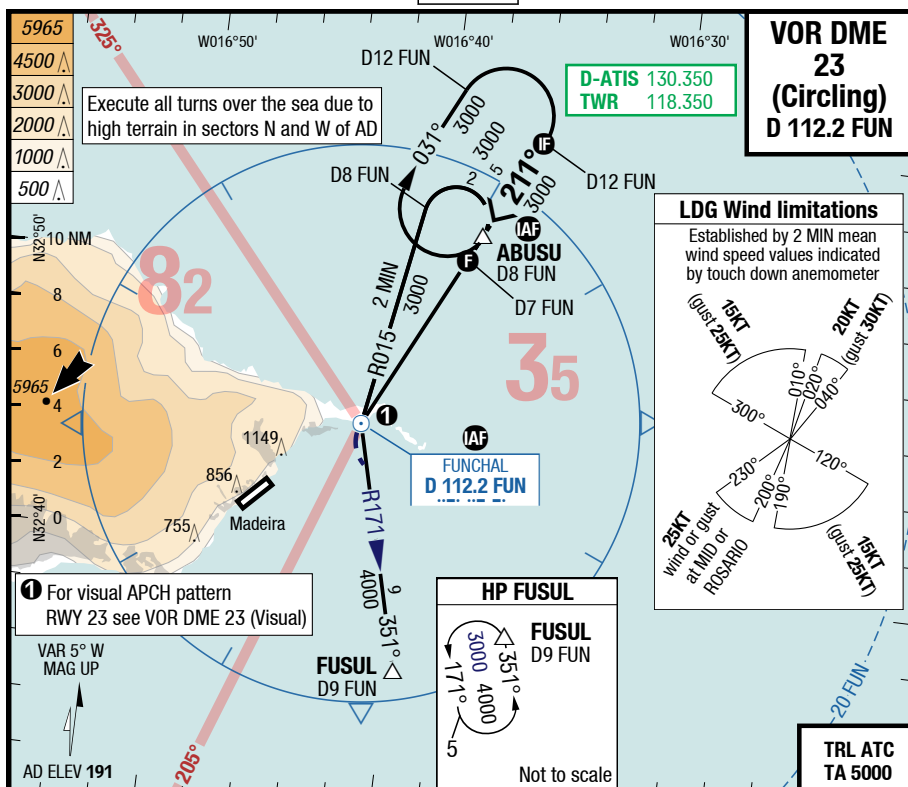 5965
4500
3000
2000
1000
500
325°
W016°50'
W016°40'
W016°30'
VOR DME
23
(Circling)
D 112.2 FUN
D-ATIS 130.350
TWR 118.350
Execute all turns over the sea due to
high terrain in sectors N and W of AD
D12 FUN
031°
3000
3000
2
5
211°
3000
IF
D12 FUN
D8 FUN
IAF
ABUSU
D8 FUN
F
D7 FUN
2 MIN
3000
R015
N32°50'
10 NM
8
6
4
2
0
N32°40'
82
35
5965
1149
856
755
Madeira
1
IAF
FUNCHAL
D 112.2 FUN
R171
9
4000
351°
FUSUL
D9 FUN
LDG Wind limitations
Established by 2 MIN mean
wind speed values indicated
by touch down anemometer
15KT
(gust 25KT)
20KT
(gust 30KT)
010°
020°
040°
300°
120°
230°
200°
190°
25KT
wind or gust
at MID or
ROSARIO
15KT
(gust 25KT)
1 For visual APCH pattern
RWY 23 see VOR DME 23 (Visual)
VAR 5° W
MAG UP
AD ELEV 191
205°
HP FUSUL
FUSUL
D9 FUN
351°
3000
4000
171°
5
Not to scale
20 FUN
TRL ATC
TA 5000